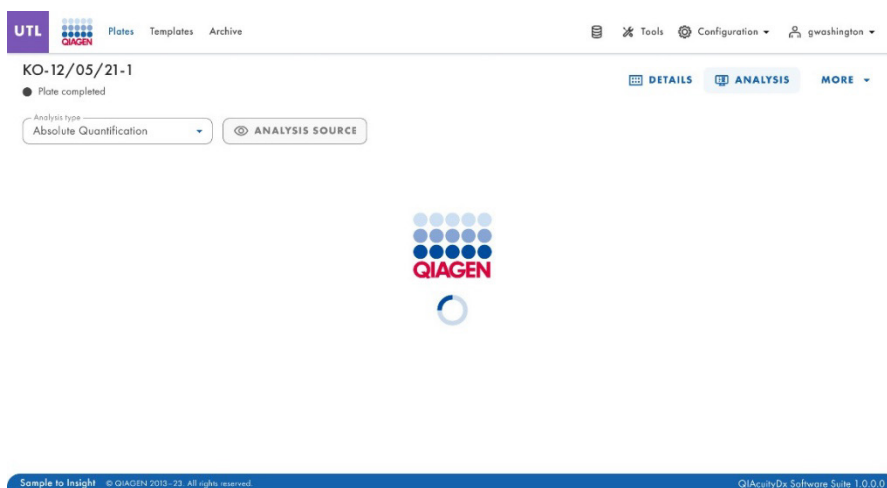 UTL QIAGEN Plates Templates Archive Tools Configuration gwashington
KO-12/05/21-1
Plate completed
DETAILS ANALYSIS MORE
Analysis type
Absolute Quantification
ANALYSIS SOURCE
QIAGEN
Sample to Insight © QIAGEN 2013-23. All rights reserved. QIAcuityDx Software Suite 1.0.0.0